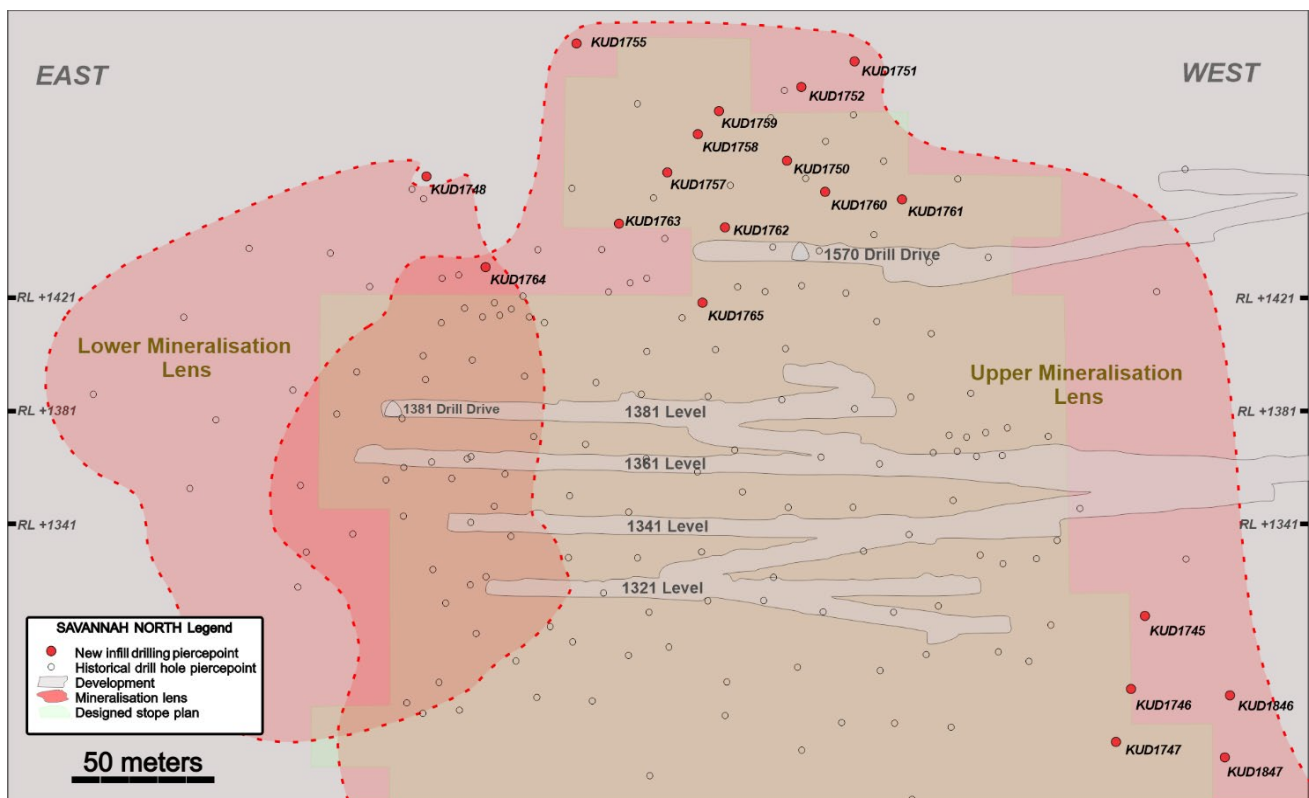 EAST
WEST
KUD1755
KUD1751
KUD1752
KUD1759
KUD1758
KUD1750
KUD1748
KUD1757
KUD1760
KUD1761
KUD1763
KUD1762
1570 Drill Drive
KUD1764
RL +1421
RL +1421
KUD1765
Lower Mineralisation
Lens
Upper Mineralisation
Lens
RL +1381
1381 Drill Drive
1381 Level
RL +1381
1361 Level
RL +1341
1341 Level
RL +1341
1321 Level
KUD1745
KUD1746
KUD1846
KUD1747
KUD1847
SAVANNAH NORTH Legend
New infill drilling piercepoint
Historical drill hole piercepoint
Development
Mineralisation lens
Designed stope plan
50 meters